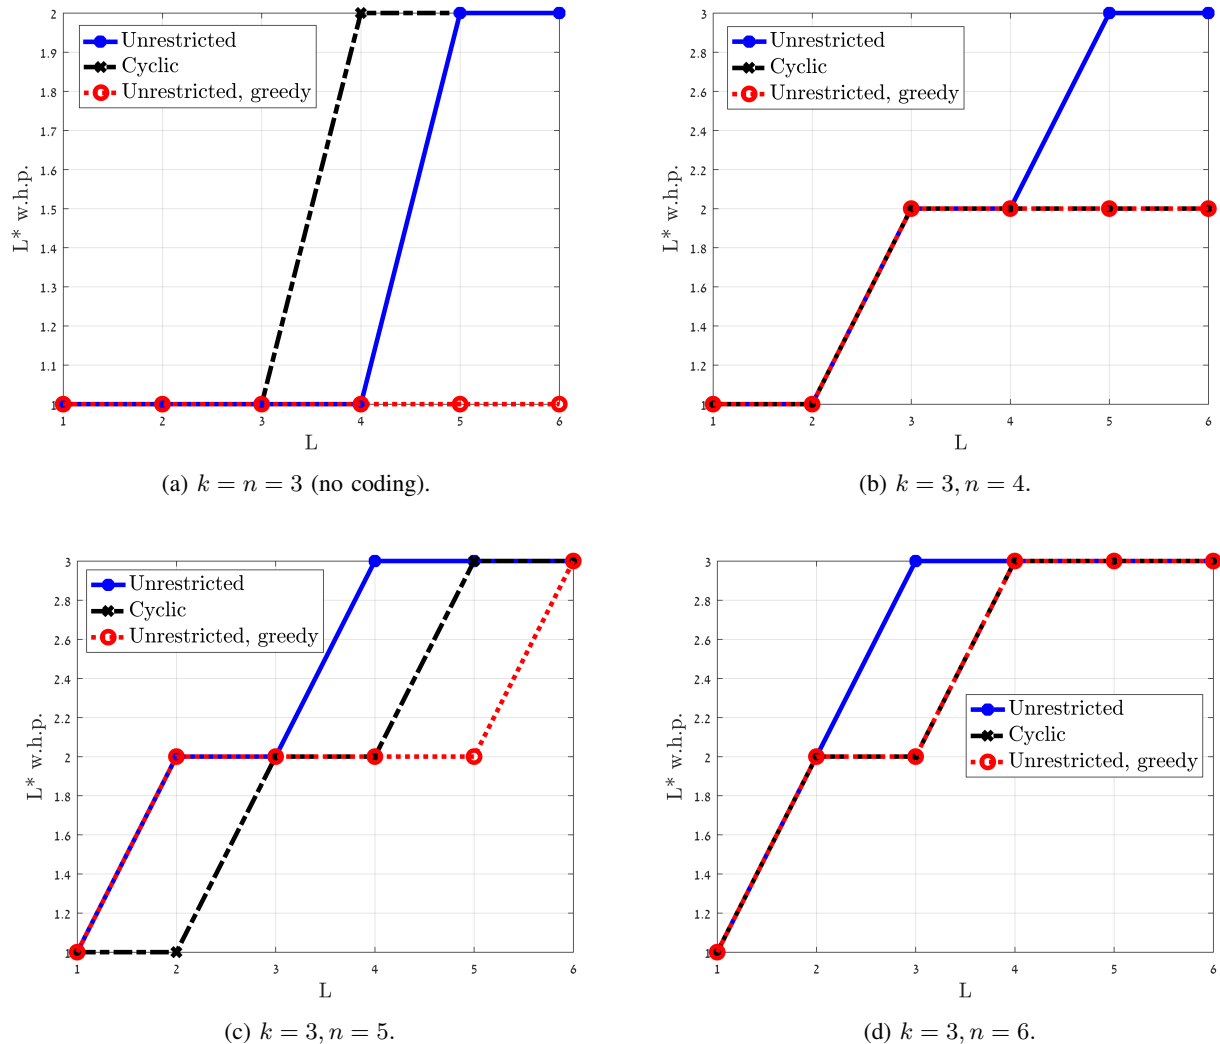 2
1.9
1.8
1.7
1.6
1.5
1.4
1.3
1.2
1.1
1
L* w.h.p.
Unrestricted
Cyclic
Unrestricted, greedy
1 2 3 4 5 6
L
(a) k = n = 3 (no coding).
3
2.8
2.6
2.4
2.2
2
1.8
1.6
1.4
1.2
1
L* w.h.p.
Unrestricted
Cyclic
Unrestricted, greedy
1 2 3 4 5 6
L
(b) k = 3, n = 4.
3
2.8
2.6
2.4
2.2
2
1.8
1.6
1.4
1.2
1
L* w.h.p.
Unrestricted
Cyclic
Unrestricted, greedy
1 2 3 4 5 6
L
(c) k = 3, n = 5.
3
2.8
2.6
2.4
2.2
2
1.8
1.6
1.4
1.2
1
L* w.h.p.
Unrestricted
Cyclic
Unrestricted, greedy
1 2 3 4 5 6
L
(d) k = 3, n = 6.